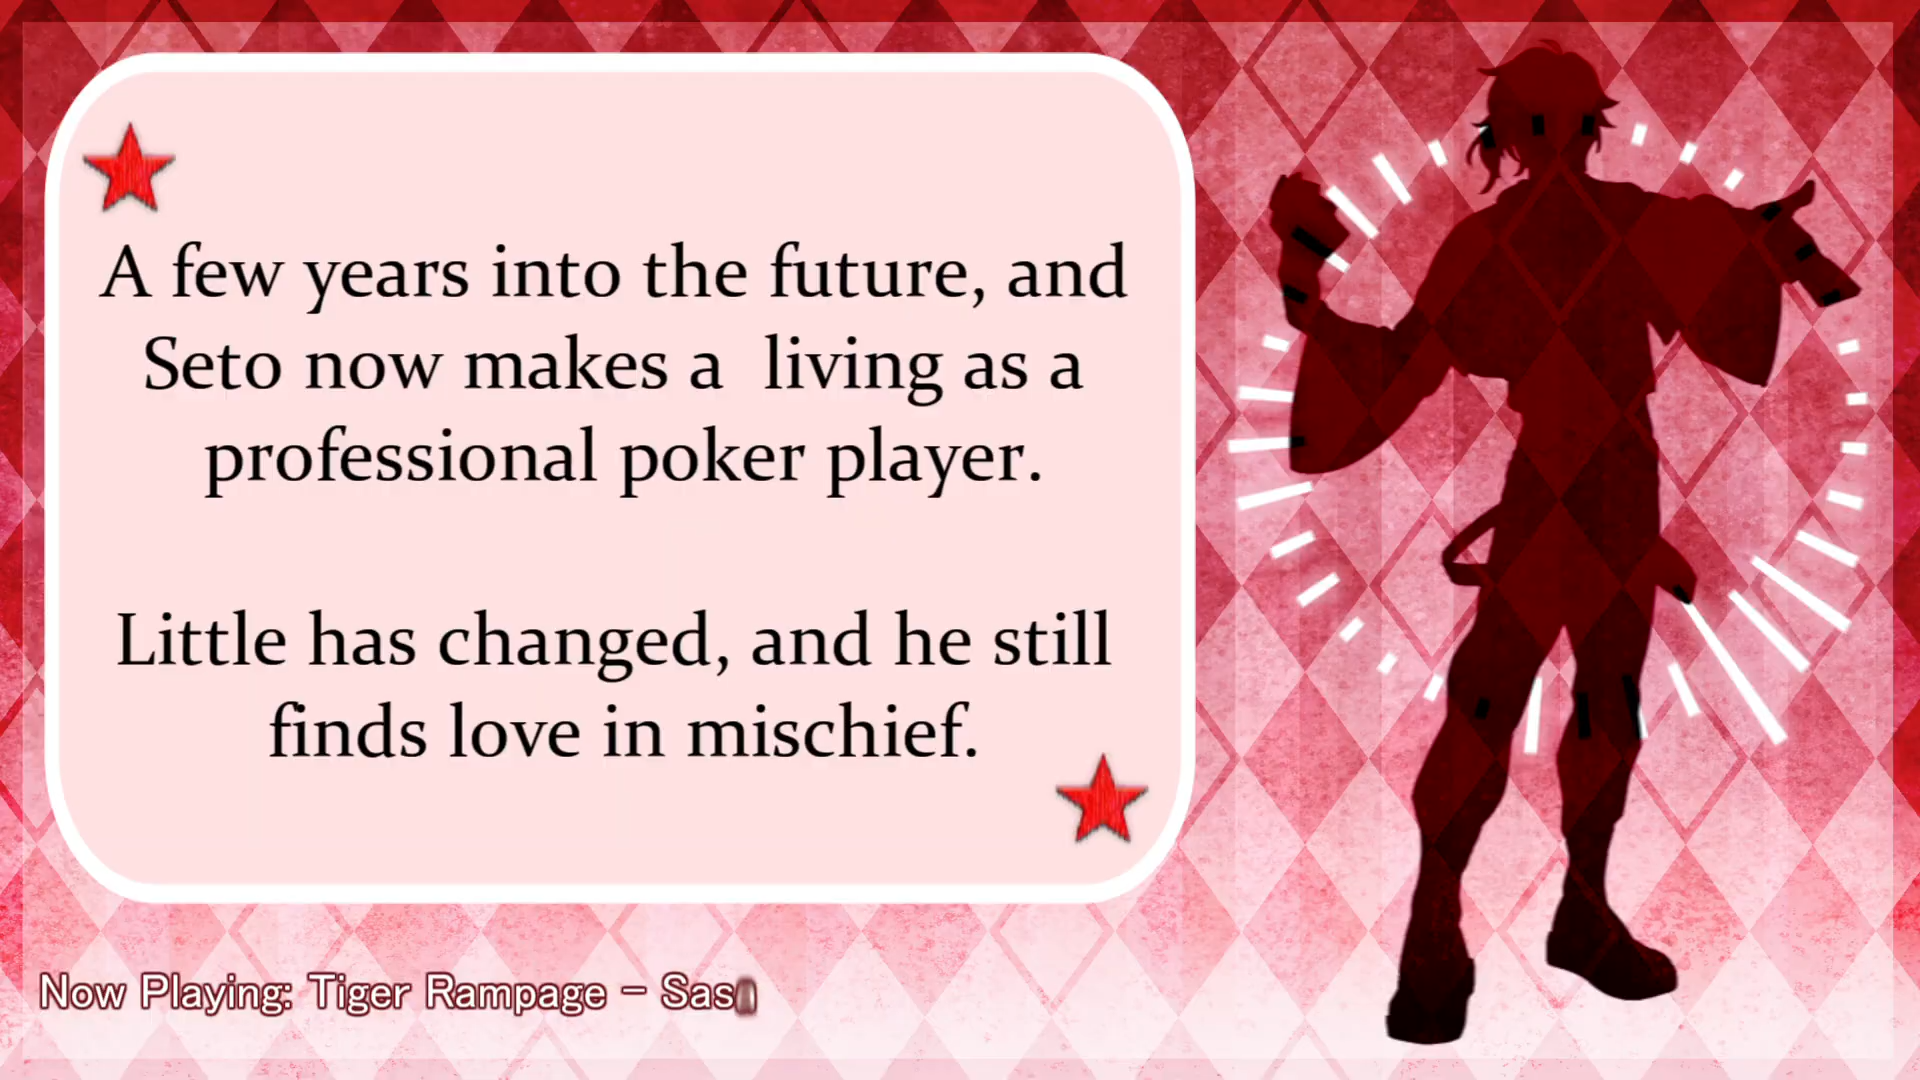 A few years into the future, and
Seto now makes a  living as a
professional poker player.
Little has changed, and he still
finds love in mischief.
Now Playing: Tiger Rampage - Sas